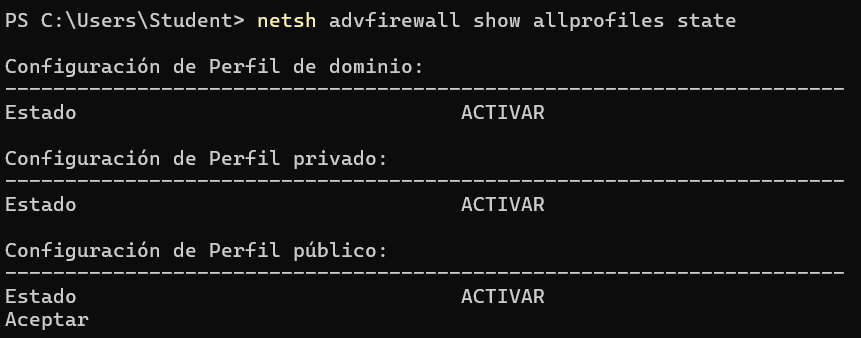 PS C:\Users\Student> netsh advfirewall show allprofiles state
Configuración de Perfil de dominio:
----------------------------------------------------------------------
Estado                                ACTIVAR
Configuración de Perfil privado:
----------------------------------------------------------------------
Estado                                ACTIVAR
Configuración de Perfil público:
----------------------------------------------------------------------
Estado                                ACTIVAR
Aceptar